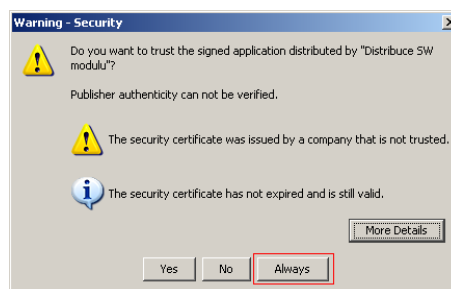 Warning - Security
Do you want to trust the signed application distributed by "Distribuce SW
modulu"?
Publisher authenticity can not be verified.
The security certificate was issued by a company that is not trusted.
The security certificate has not expired and is still valid.
More Details
Yes No Always